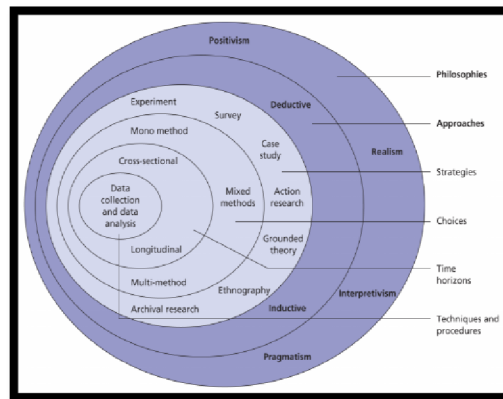 Positivism
Philosophies
Experiment
Deductive
Survey
Approaches
Mono method
Case
study
Realism
Cross-sectional
Strategies
Data
collection
and data
analysis
Mixed
methods
Action
research
Choices
Grounded
theory
Longitudinal
Time
horizons
Multi-method
Ethnography
Interpretivism
Archival research
Inductive
Techniques and
procedures
Pragmatism